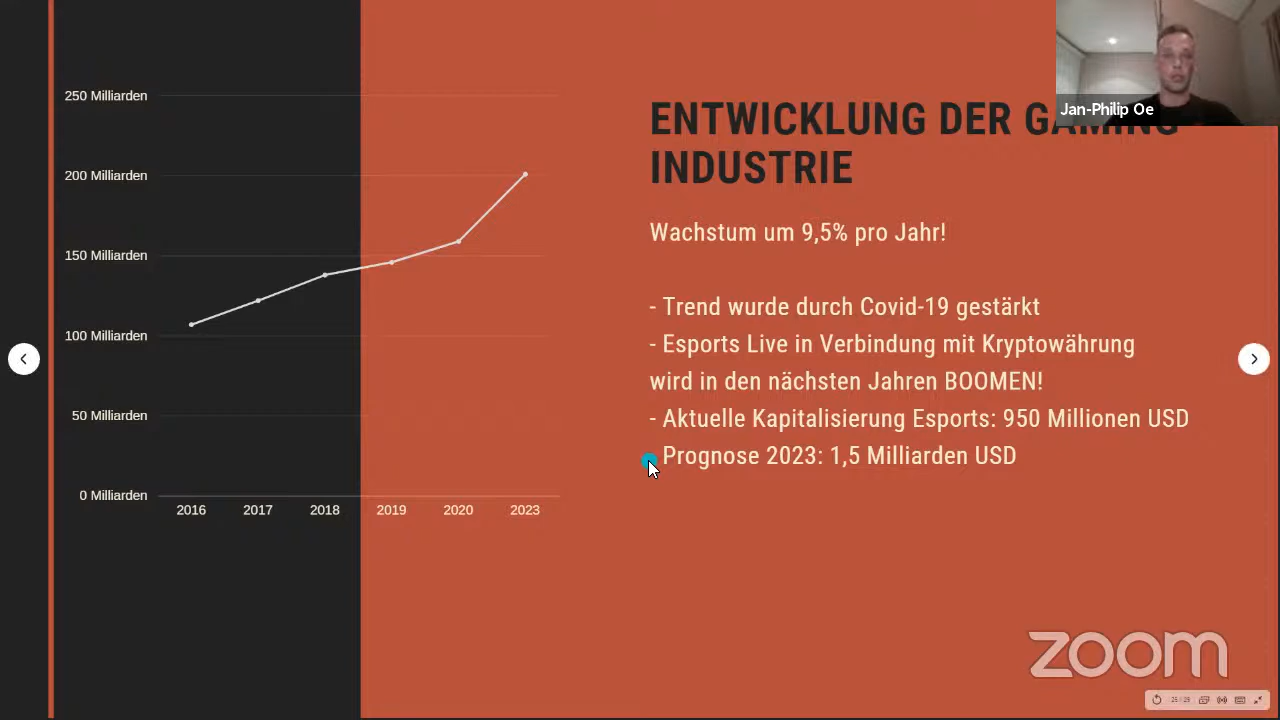 250 Milliarden
200 Milliarden
150 Milliarden
100 Milliarden
50 Milliarden
0 Milliarden
2016 2017 2018 2019 2020 2023
ENTWICKLUNG DER GAMING
INDUSTRIE
Wachstum um 9,5% pro Jahr!
- Trend wurde durch Covid-19 gestärkt
- Esports Live in Verbindung mit Kryptowährung
wird in den nächsten Jahren BOOMEN!
- Aktuelle Kapitalisierung Esports: 950 Millionen USD
Prognose 2023: 1,5 Milliarden USD
Jan-Philip Oe
zoom